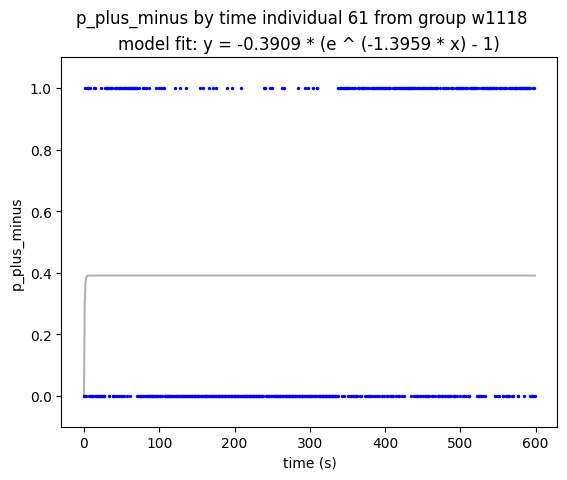 p_plus_minus by time individual 61 from group w1118
model fit: y = -0.3909 * (e ^ (-1.3959 * x) - 1)
1.0
0.8
0.6
0.4
0.2
0.0
p_plus_minus
0 100 200 300 400 500 600
time (s)